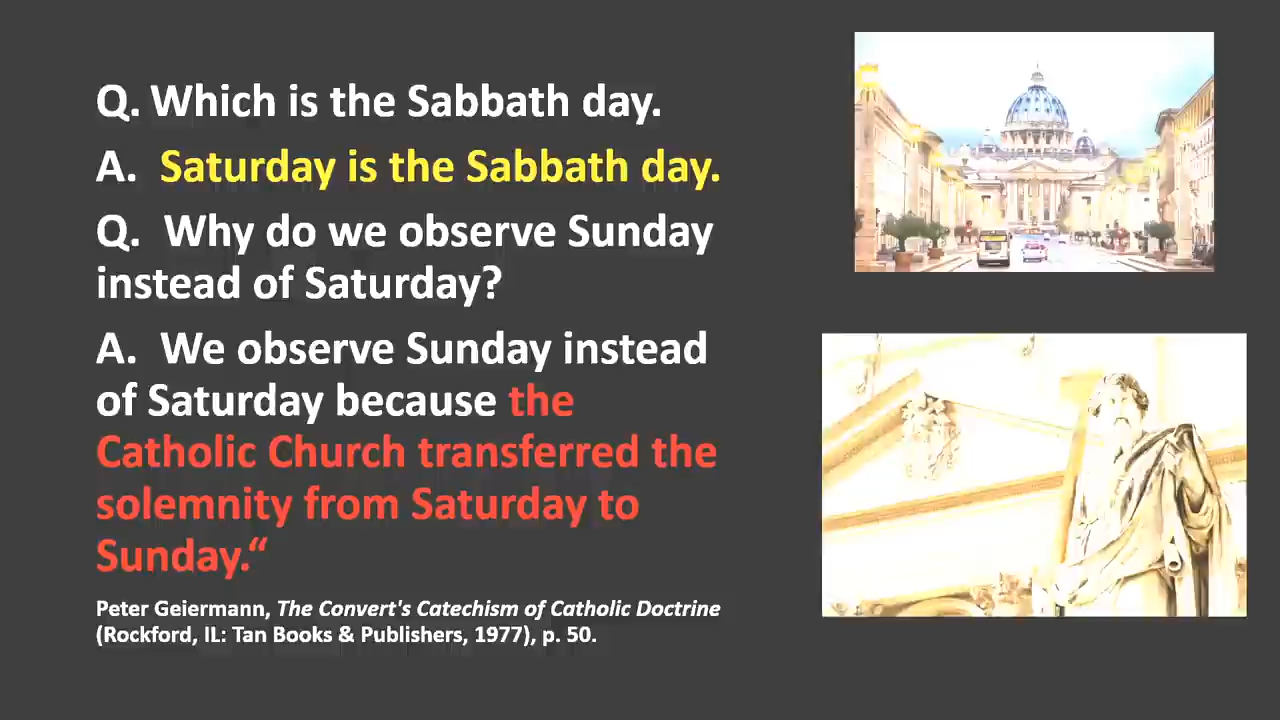 Q. Which is the Sabbath day.
A. Saturday is the Sabbath day.
Q. Why do we observe Sunday
instead of Saturday?
A. We observe Sunday instead
of Saturday because the
Catholic Church transferred the
solemnity from Saturday to
Sunday.“
Peter Geiermann, The Convert's Catechism of Catholic Doctrine
(Rockford, IL: Tan Books & Publishers, 1977), p. 50.